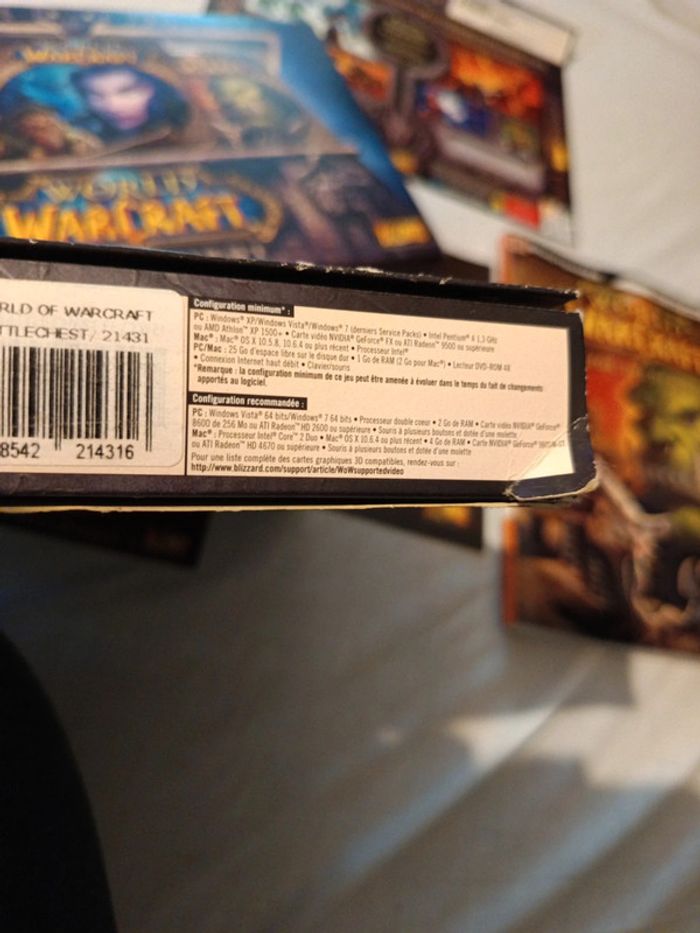 WARCRAFT
WORLD
WARCRAFT
RLD OF WARCRAFT
TTLECHEST/ 21431
8542 214316
Configuration minimum* :
PC : Windows® XP/Windows Vista®/Windows® 7 (derniers Service Packs) • Intel Pentium® 4 1,3 GHz
ou AMD Athlon™ XP 1500+ • Carte vidéo NVIDIA® GeForce® FX ou ATI Radeon™ 9500 ou supérieure
Mac® : Mac® OS X 10.5.8, 10.6.4 ou plus récent • Processeur Intel®
PC/Mac : 25 Go d'espace libre sur le disque dur • 1 Go de RAM (2 Go pour Mac®) • Lecteur DVD-ROM 4X
• Connexion Internet haut débit • Clavier/souris
*Remarque : la configuration minimum de ce jeu peut être amenée à évoluer dans le temps du fait de changements
apportés au logiciel.
Configuration recommandée :
PC : Windows Vista® 64 bits/Windows® 7 64 bits • Processeur double coeur • 2 Go de RAM • Carte vidéo NVIDIA® GeForce®
8600 de 256 Mo ou ATI Radeon™ HD 2600 ou supérieure • Souris à plusieurs boutons et dotée d'une molette
Mac® : Processeur Intel® Core™ 2 Duo • Mac® OS X 10.6.4 ou plus récent • 4 Go de RAM • Carte NVIDIA® GeForce®
ou ATI Radeon™ HD 4670 ou supérieure • Souris à plusieurs boutons et dotée d'une molette
Pour une liste complète des cartes graphiques 3D compatibles, rendez-vous sur :
http://www.blizzard.com/support/article/WoWsupportedvideo